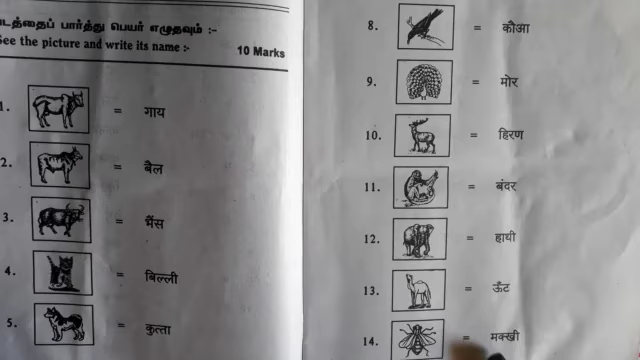 படத்தைப் பார்த்து பெயர் எழுதவும் :-
See the picture and write its name :-
10 Marks
1. = गाय
2. = बैल
3. = भैंस
4. = बिल्ली
5. = कुत्ता
8. = कौआ
9. = मोर
10. = हिरण
11. = बंदर
12. = हाथी
13. = ऊँट
14. = मक्खी